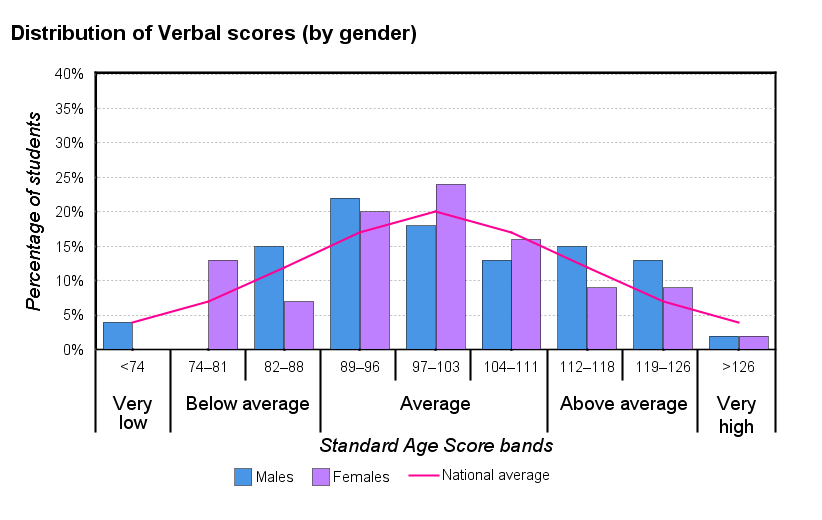 Distribution of Verbal scores (by gender)
Percentage of students
40%
35%
30%
25%
20%
15%
10%
5%
0%
<74 74–81 82–88 89–96 97–103 104–111 112–118 119–126 >126
Very low Below average Average Above average Very high
Standard Age Score bands
Males Females National average